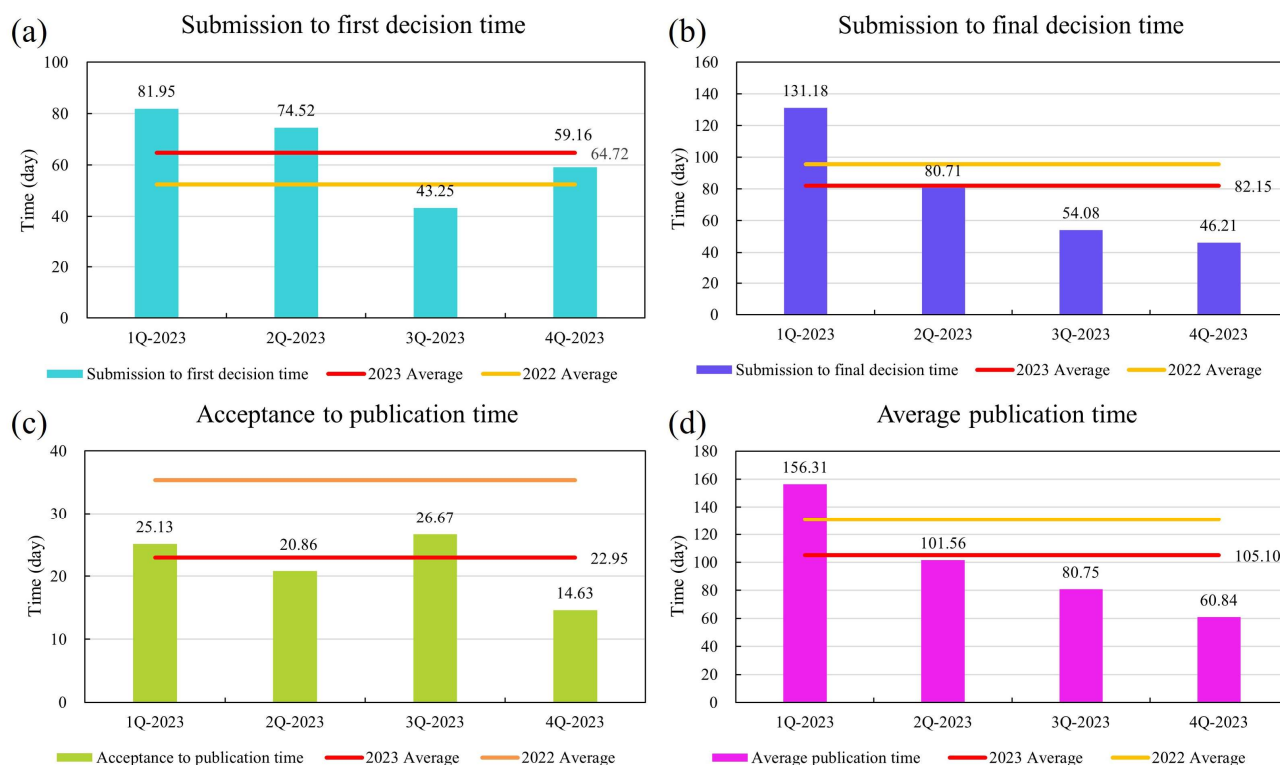 (a)
Submission to first decision time
100
80
60
40
20
0
Time (day)
81.95
74.52
43.25
59.16
64.72
1Q-2023
2Q-2023
3Q-2023
4Q-2023
Submission to first decision time
2023 Average
2022 Average
(b)
Submission to final decision time
160
140
120
100
80
60
40
20
0
Time (day)
131.18
80.71
54.08
46.21
82.15
1Q-2023
2Q-2023
3Q-2023
4Q-2023
Submission to final decision time
2023 Average
2022 Average
(c)
Acceptance to publication time
40
30
20
10
0
Time (day)
25.13
20.86
26.67
14.63
22.95
1Q-2023
2Q-2023
3Q-2023
4Q-2023
Acceptance to publication time
2023 Average
2022 Average
(d)
Average publication time
180
160
140
120
100
80
60
40
20
0
Time (day)
156.31
101.56
80.75
60.84
105.10
1Q-2023
2Q-2023
3Q-2023
4Q-2023
Average publication time
2023 Average
2022 Average